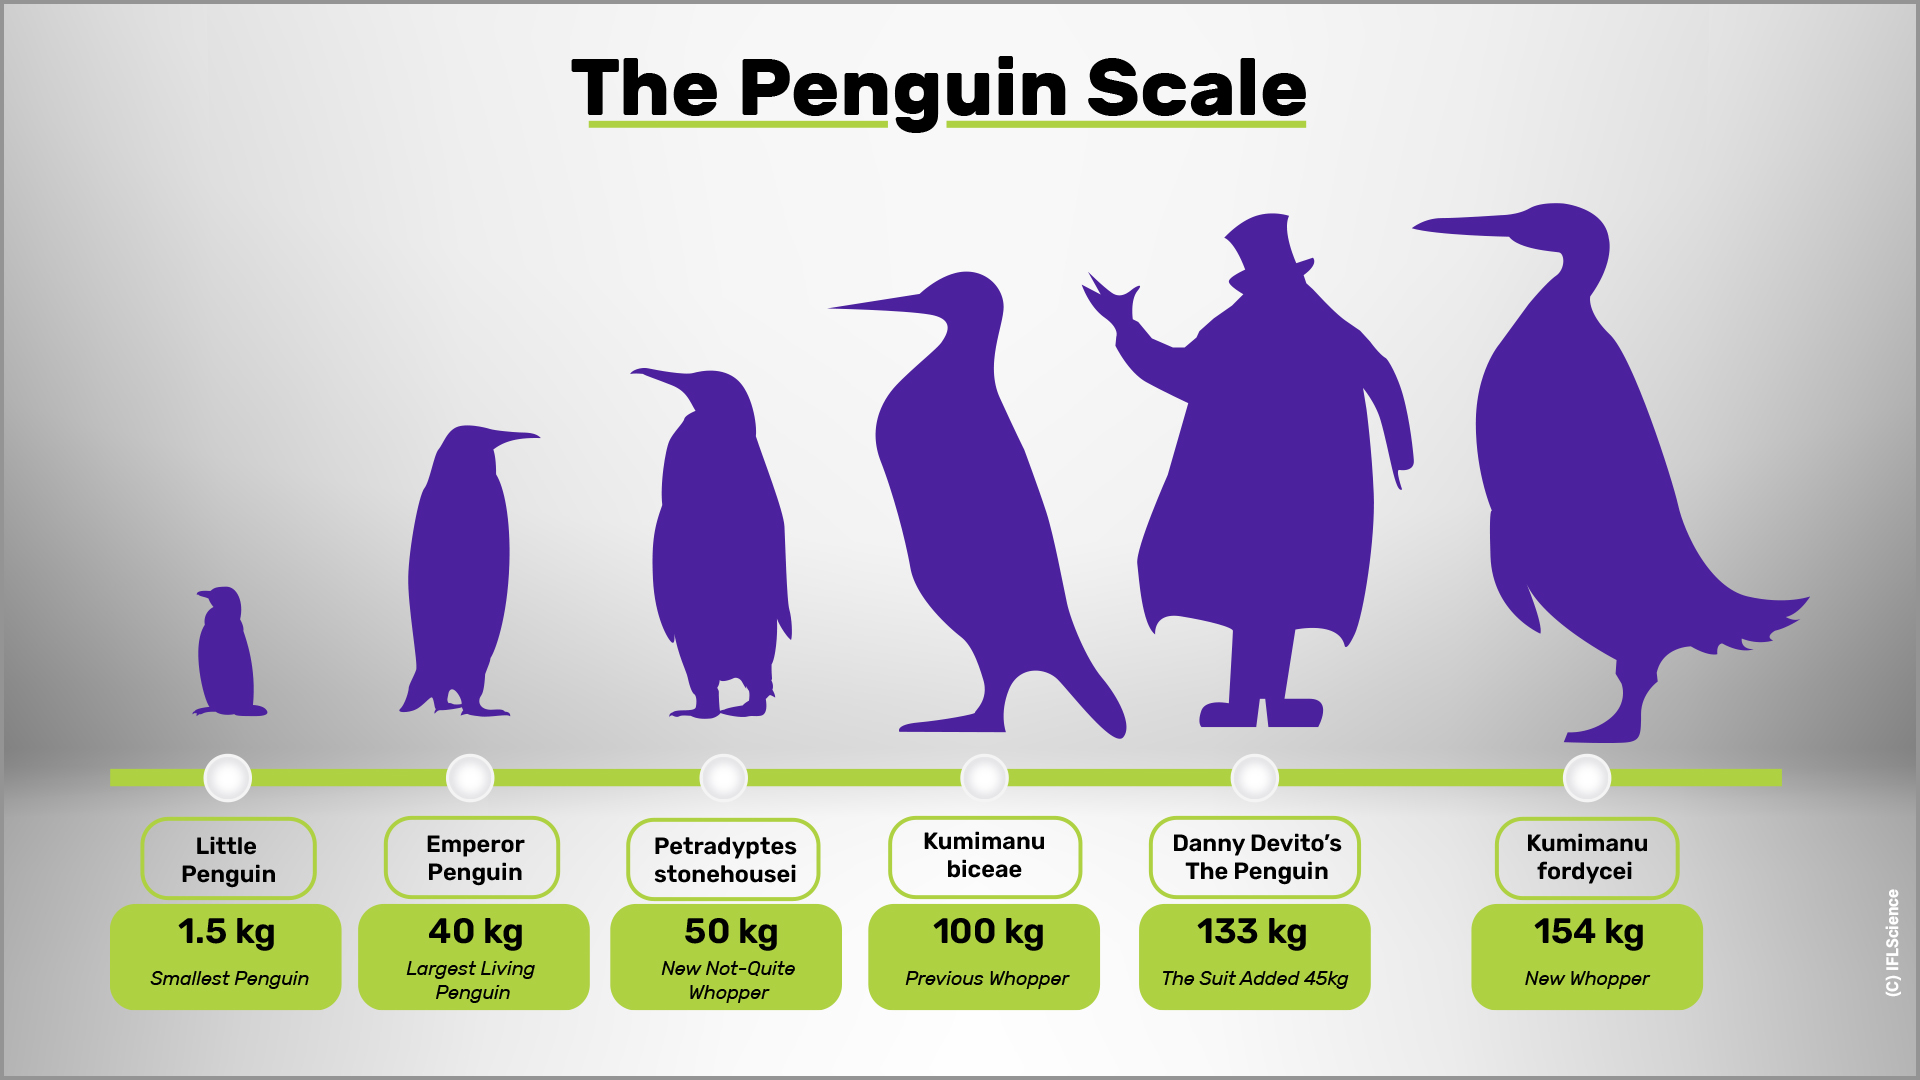 The Penguin Scale
Little
Penguin
1.5 kg
Smallest Penguin
Emperor
Penguin
40 kg
Largest Living
Penguin
Petradyptes
stonehousei
50 kg
New Not-Quite
Whopper
Kumimanu
biceae
100 kg
Previous Whopper
Danny Devito’s
The Penguin
133 kg
The Suit Added 45kg
Kumimanu
fordycei
154 kg
New Whopper
(C) IFLScience